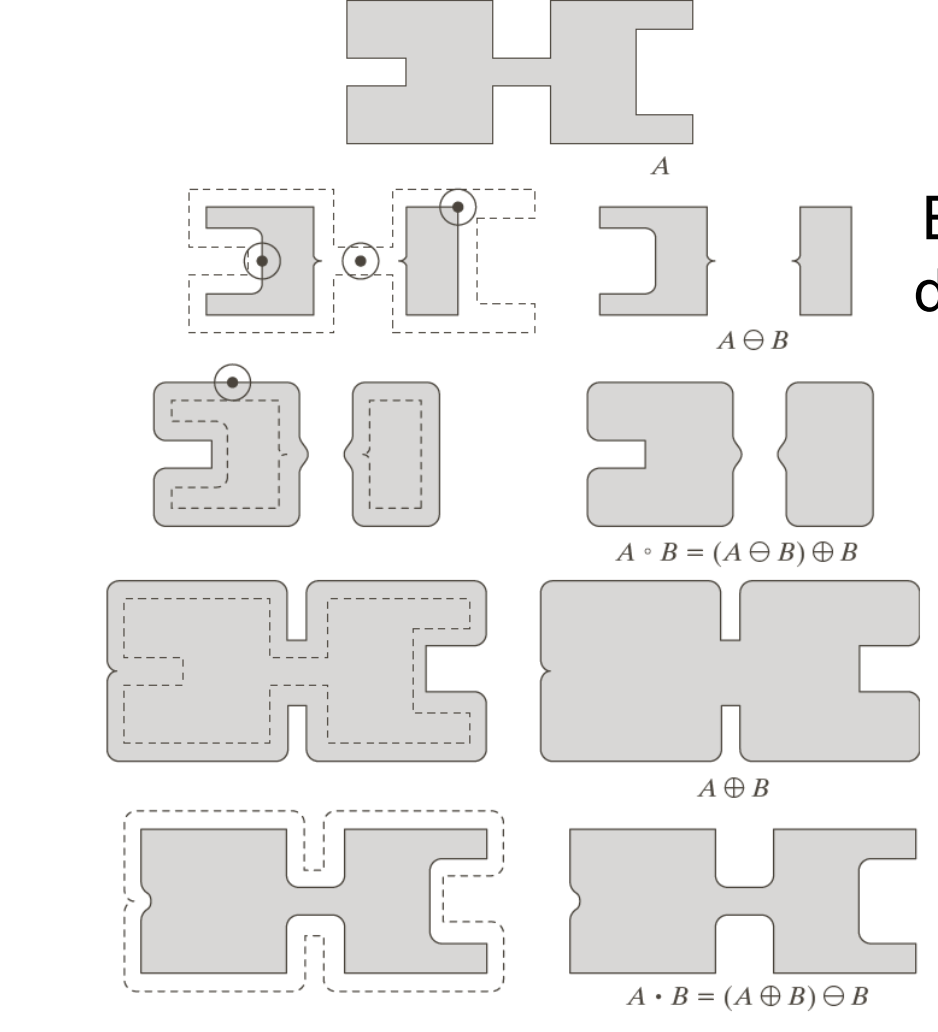 A
A ⊖ B
A ∘ B = (A ⊖ B) ⊕ B
A ⊕ B
A • B = (A ⊕ B) ⊖ B